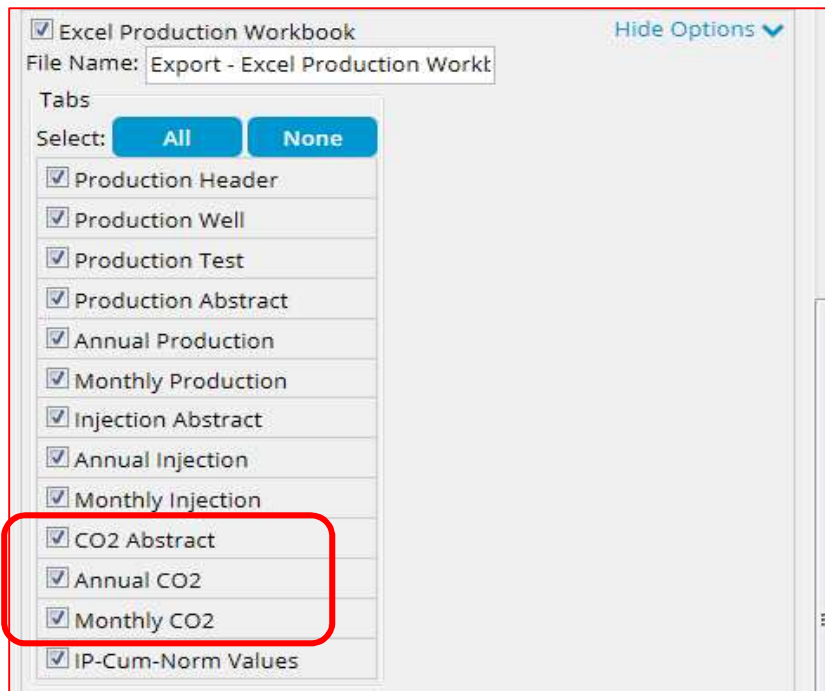 Excel Production Workbook Hide Options
File Name: Export - Excel Production Workb
Tabs
Select: All None
Production Header
Production Well
Production Test
Production Abstract
Annual Production
Monthly Production
Injection Abstract
Annual Injection
Monthly Injection
CO2 Abstract
Annual CO2
Monthly CO2
IP-Cum-Norm Values